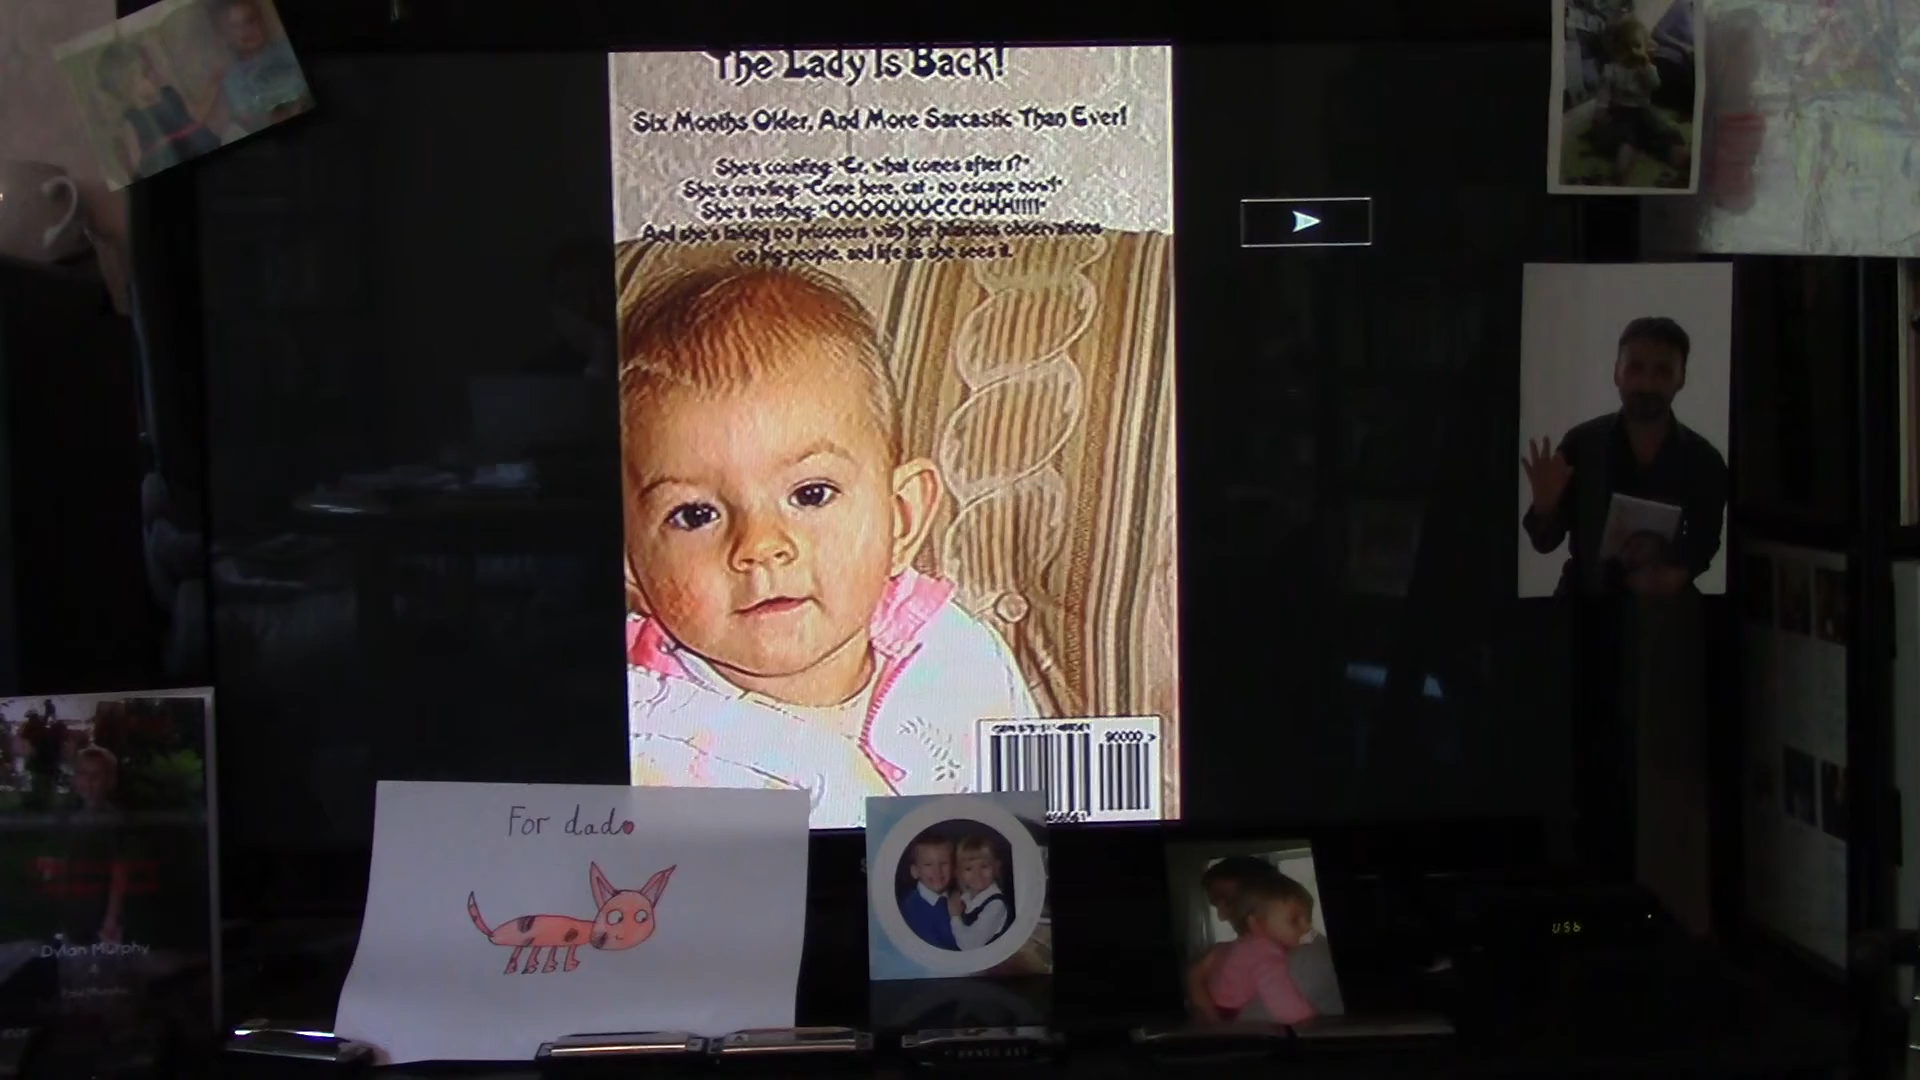 The Lady Is Back!
Six Months Older, And More Sarcastic Than Ever!
She's counting: "Er, what comes after 1?"
She's crawling: "Come here, cat - no escape now!"
She's teething: "OOOOUUUCCCHHH!!!!"
And she's taking no prisoners with her hilarious observations
on big people, and life as she sees it.
90000 >
For dad
Dylan Murphy
&
USb